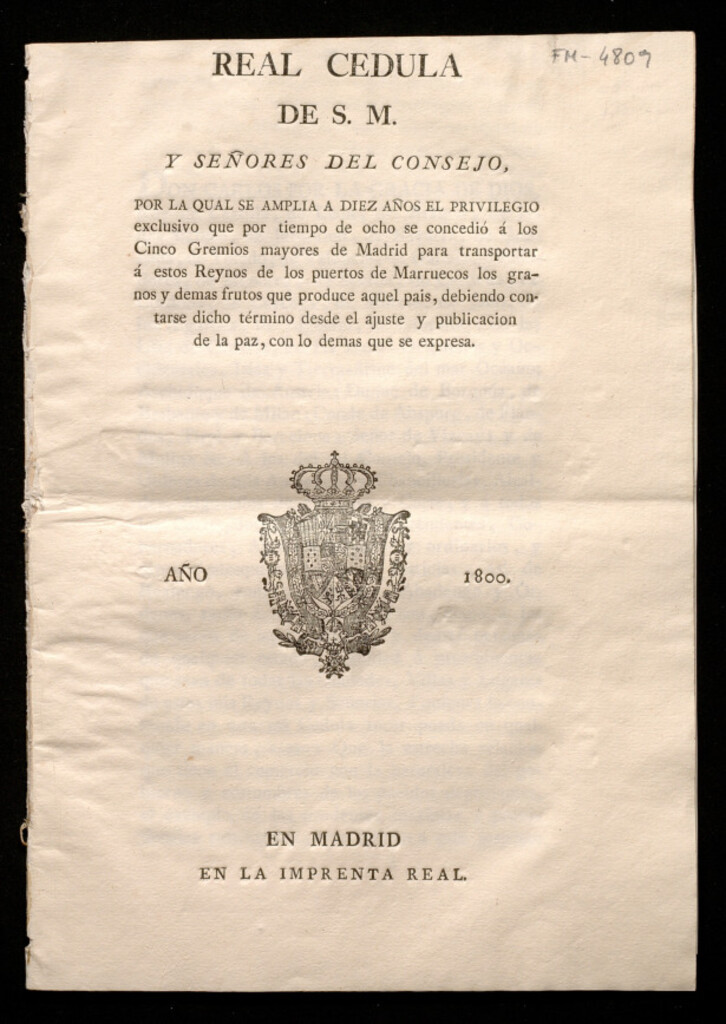 FM-4809
REAL CEDULA
DE S. M.
Y SEÑORES DEL CONSEJO,
POR LA QUAL SE AMPLIA A DIEZ AÑOS EL PRIVILEGIO
exclusivo que por tiempo de ocho se concedió á los
Cinco Gremios mayores de Madrid para transportar
á estos Reynos de los puertos de Marruecos los gra-
nos y demas frutos que produce aquel pais, debiendo con-
tarse dicho término desde el ajuste y publicacion
de la paz, con lo demas que se expresa.
AÑO 1800.
EN MADRID
EN LA IMPRENTA REAL.